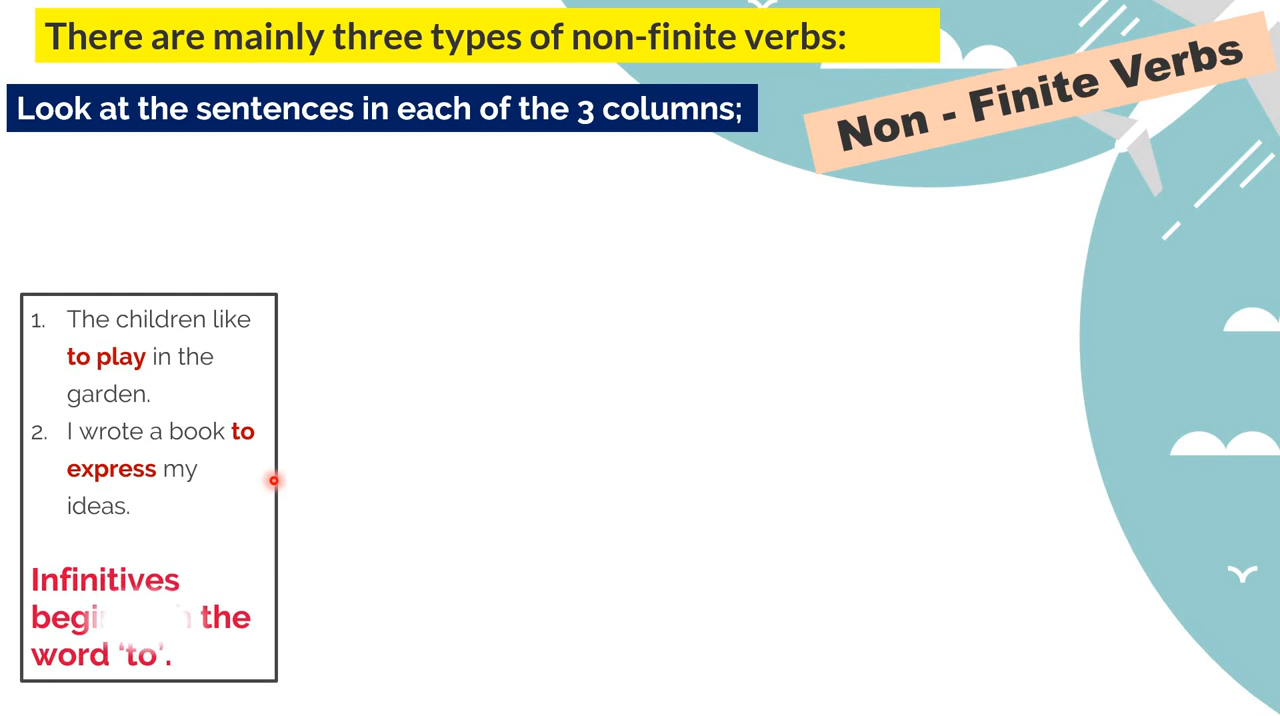 There are mainly three types of non-finite verbs:
Non - Finite Verbs
Look at the sentences in each of the 3 columns;
1. The children like
to play in the
garden.
2. I wrote a book to
express my
ideas.
Infinitives
the
word 'to'.